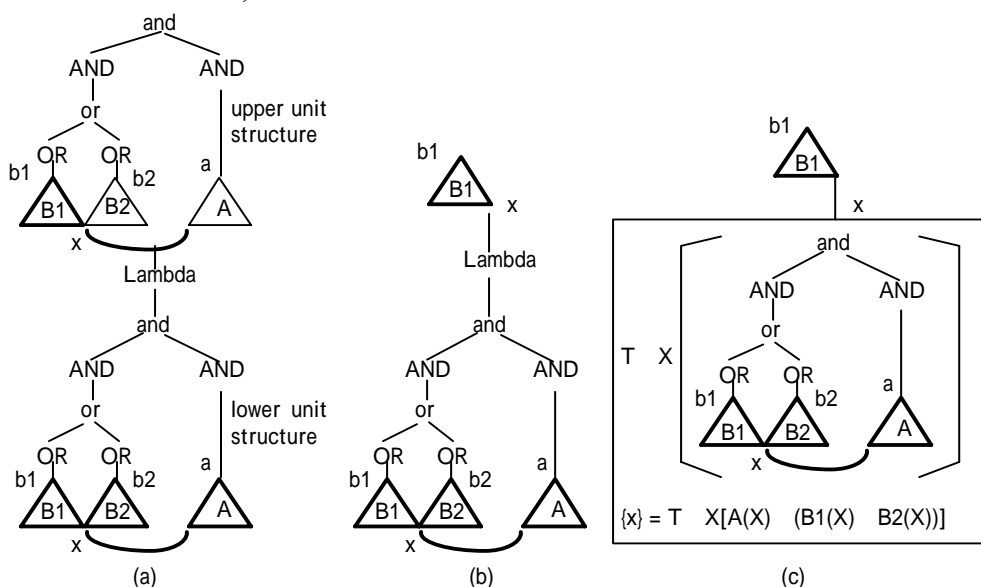 and
AND AND
or
upper unit
structure
OR OR
b1 b2 a
B1 B2 A
x
Lambda
and
AND AND
or
lower unit
structure
OR OR
b1 b2 a
B1 B2 A
x
(a)
b1
B1
x
Lambda
and
AND AND
or
OR OR
b1 b2 a
B1 B2 A
x
(b)
b1
B1
x
and
AND AND
or
T X
OR OR
b1 b2 a
B1 B2 A
x
{x} = T X[A(X) (B1(X) B2(X))]
(c)